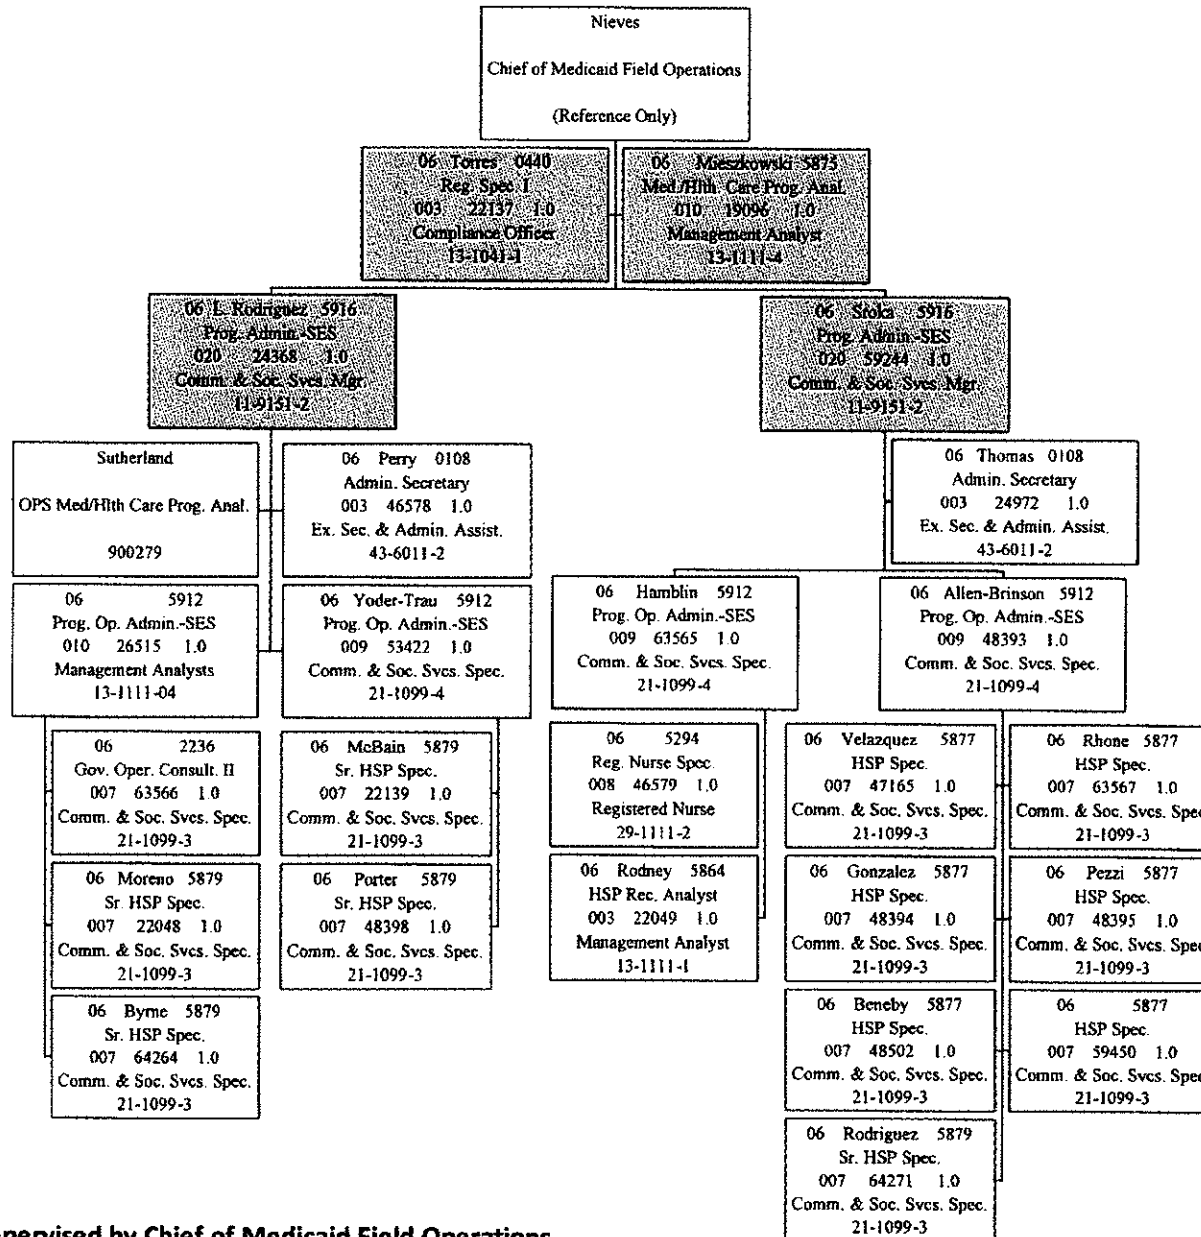 Nieves
Chief of Medicaid Field Operations
(Reference Only)
06 Torres 0440
Reg. Spec. I
003 22137 1.0
Compliance Officer
13-1041-1
06 Mieszkowski 5875
Med./Hlth Care Prog. Anal.
010 19096 1.0
Management Analyst
13-1111-4
06 L. Rodriguez 5916
Prog. Admin.-SES
020 24368 1.0
Comm. & Soc. Svcs. Mgr.
11-9151-2
06 Sroka 5916
Prog. Admin.-SES
020 59244 1.0
Comm. & Soc. Svcs. Mgr.
11-9151-2
Sutherland
OPS Med/Hlth Care Prog. Anal.
900279
06 Perry 0108
Admin. Secretary
003 46578 1.0
Ex. Sec. & Admin. Assist.
43-6011-2
06 Thomas 0108
Admin. Secretary
003 24972 1.0
Ex. Sec. & Admin. Assist.
43-6011-2
06 5912
Prog. Op. Admin.-SES
010 26515 1.0
Management Analysts
13-1111-04
06 Yoder-Trau 5912
Prog. Op. Admin.-SES
009 53422 1.0
Comm. & Soc. Svcs. Spec.
21-1099-4
06 Hamblin 5912
Prog. Op. Admin.-SES
009 63565 1.0
Comm. & Soc. Svcs. Spec.
21-1099-4
06 Allen-Brinson 5912
Prog. Op. Admin.-SES
009 48393 1.0
Comm. & Soc. Svcs. Spec.
21-1099-4
06 2236
Gov. Oper. Consult. II
007 63566 1.0
Comm. & Soc. Svcs. Spec.
21-1099-3
06 McBain 5879
Sr. HSP Spec.
007 22139 1.0
Comm. & Soc. Svcs. Spec.
21-1099-3
06 5294
Reg. Nurse Spec.
008 46579 1.0
Registered Nurse
29-1111-2
06 Velazquez 5877
HSP Spec.
007 47165 1.0
Comm. & Soc. Svcs. Spec.
21-1099-3
06 Rhone 5877
HSP Spec.
007 63567 1.0
Comm. & Soc. Svcs. Spec
21-1099-3
06 Moreno 5879
Sr. HSP Spec.
007 22048 1.0
Comm. & Soc. Svcs. Spec.
21-1099-3
06 Porter 5879
Sr. HSP Spec.
007 48398 1.0
Comm. & Soc. Svcs. Spec.
21-1099-3
06 Rodney 5864
HSP Rec. Analyst
003 22049 1.0
Management Analyst
13-1111-1
06 Gonzalez 5877
HSP Spec.
007 48394 1.0
Comm. & Soc. Svcs. Spec.
21-1099-3
06 Pezzi 5877
HSP Spec.
007 48395 1.0
Comm. & Soc. Svcs. Spec
21-1099-3
06 Byrne 5879
Sr. HSP Spec.
007 64264 1.0
Comm. & Soc. Svcs. Spec.
21-1099-3
06 Beneby 5877
HSP Spec.
007 48502 1.0
Comm. & Soc. Svcs. Spec.
21-1099-3
06 5877
HSP Spec.
007 59450 1.0
Comm. & Soc. Svcs. Spec
21-1099-3
06 Rodriguez 5879
Sr. HSP Spec.
007 64271 1.0
Comm. & Soc. Svcs. Spec.
21-1099-3
pervised by Chief of Medicaid Field Operations